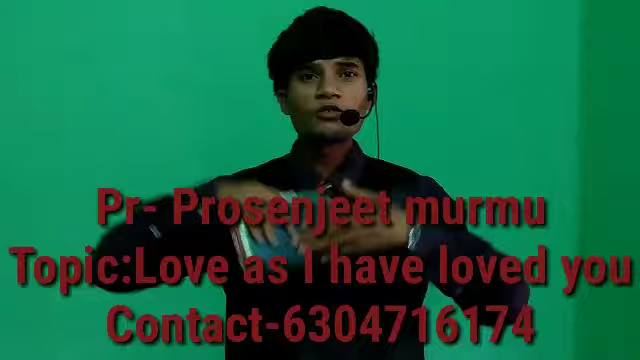 Pr- Prosenjeet murmu
Topic:Love as I have loved you
Contact-6304716174